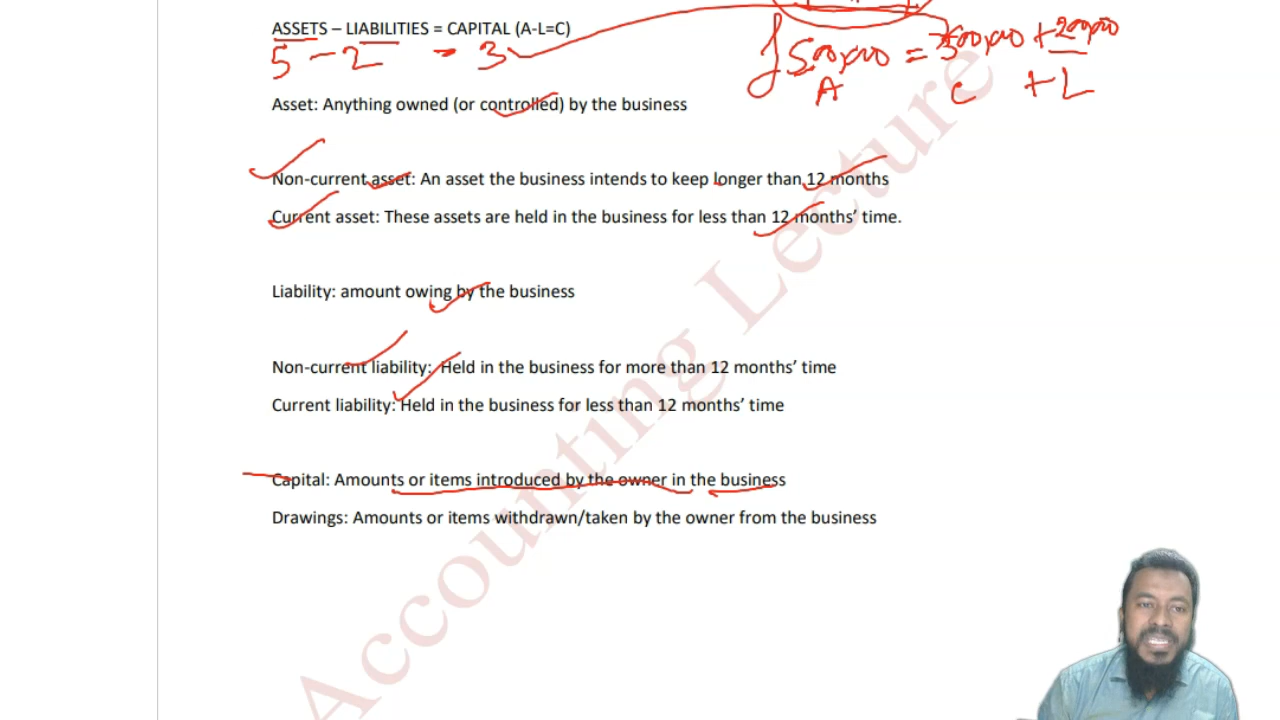 ASSETS – LIABILITIES = CAPITAL (A-L=C)
5 – 2 = 3
500,000 = 300,000 + 200,000
A C + L
Asset: Anything owned (or controlled) by the business
Non-current asset: An asset the business intends to keep longer than 12 months
Current asset: These assets are held in the business for less than 12 months’ time.
Liability: amount owing by the business
Non-current liability: Held in the business for more than 12 months’ time
Current liability: Held in the business for less than 12 months’ time
Capital: Amounts or items introduced by the owner in the business
Drawings: Amounts or items withdrawn/taken by the owner from the business
Accounting Lecture